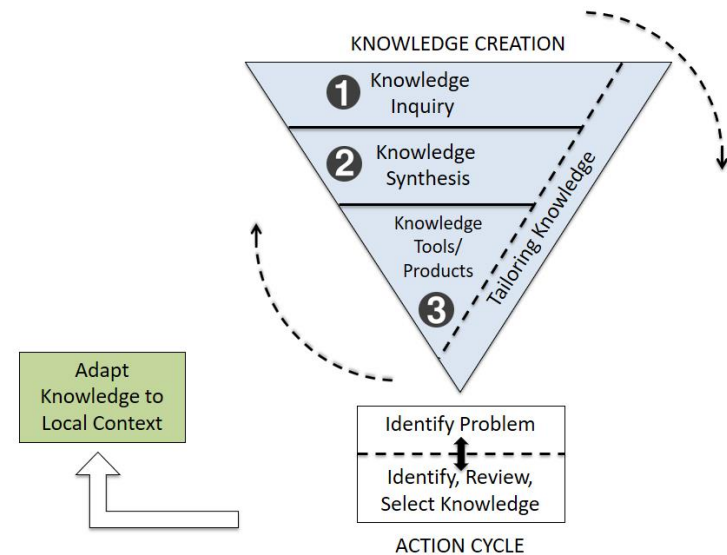 KNOWLEDGE CREATION
1 Knowledge
Inquiry
2 Knowledge
Synthesis
Knowledge
Tools/
Products
3
Tailoring Knowledge
Adapt
Knowledge to
Local Context
Identify Problem
Identify, Review,
Select Knowledge
ACTION CYCLE